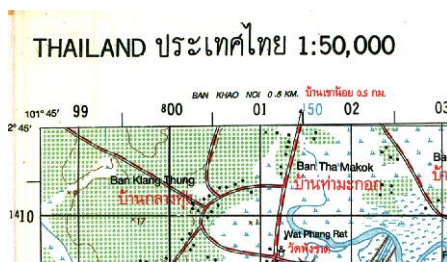 THAILAND ประเทศไทย 1:50,000
BAN KHAO NOI 0.5 KM. บ้านเขาน้อย 0.5 กม.
101°45' 99 800 01 150 02 03
2°45'
Ban Tha Makok
บ้านท่ามะกอก
Ban Klang Thung
บ้านกลางทุ่ง
1410
17
Wat Phang Rat
วัดพังราด